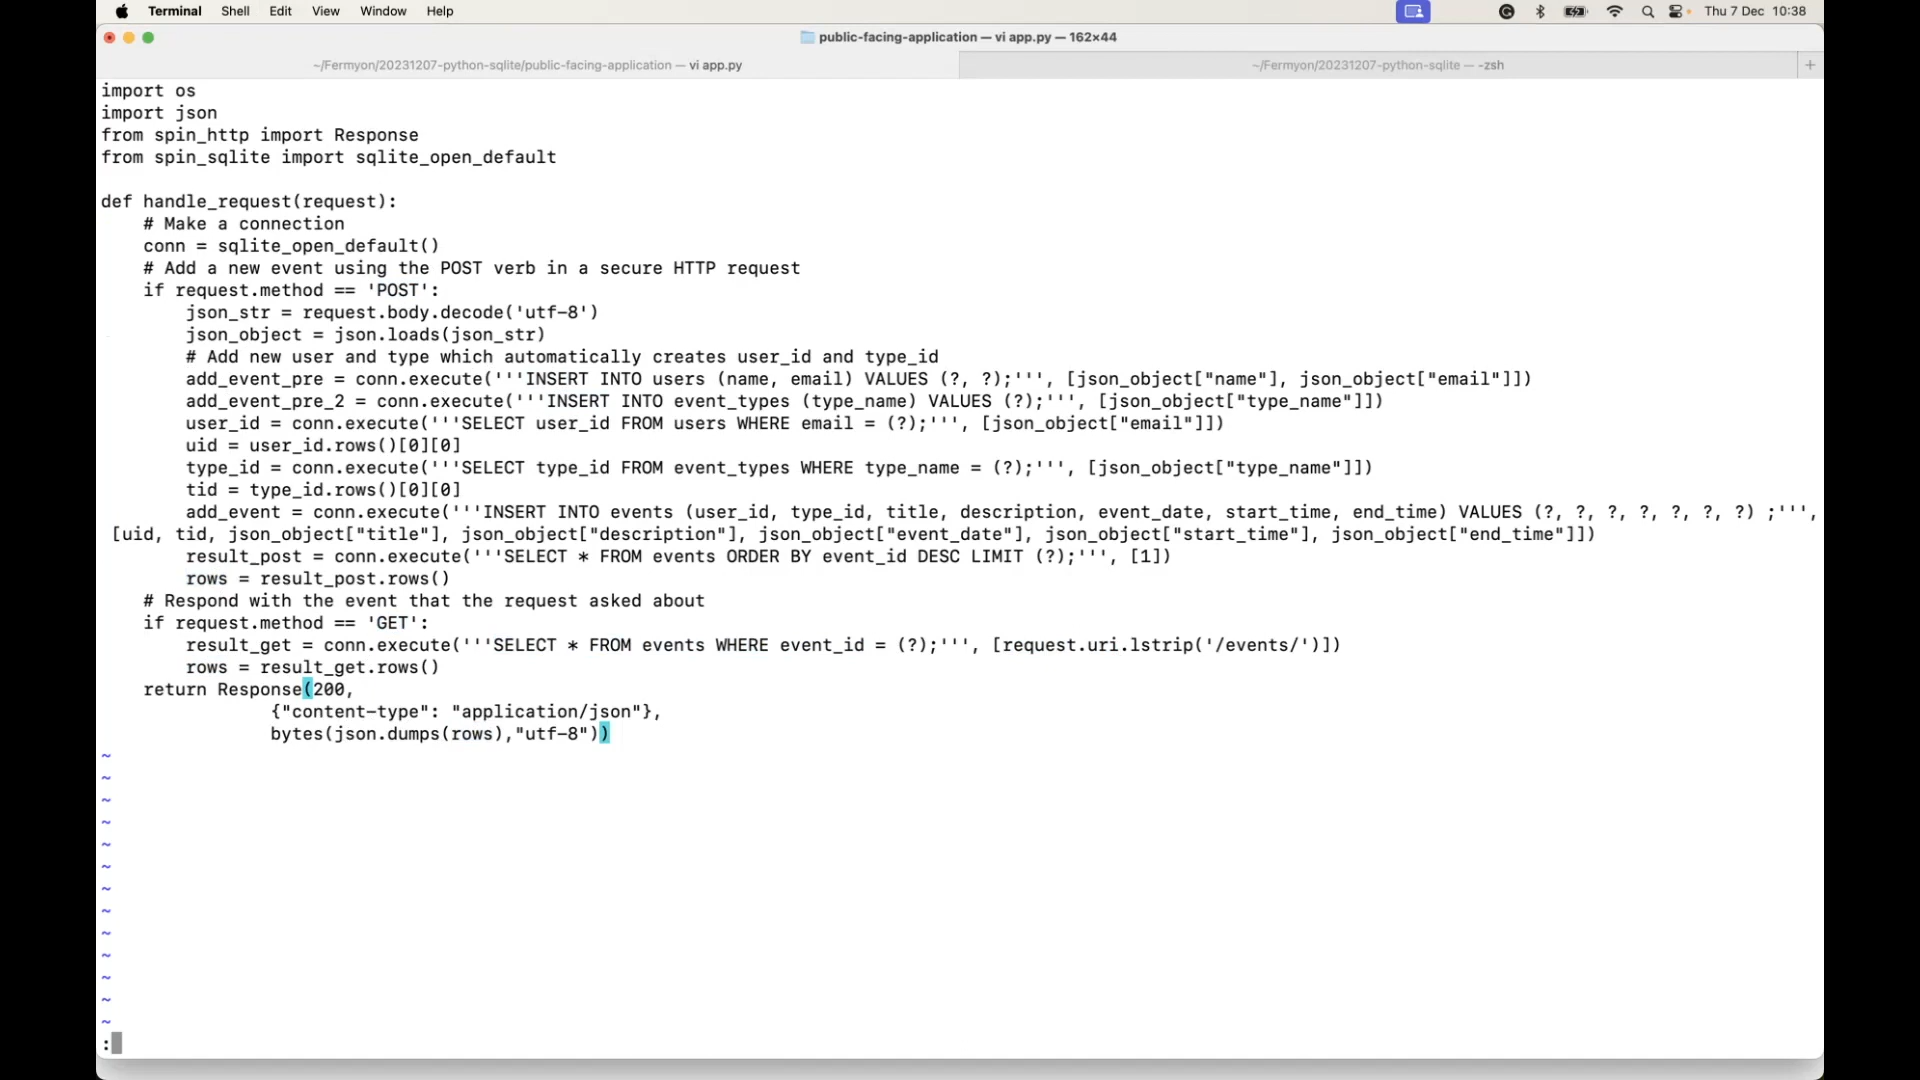 Terminal Shell Edit View Window Help Thu 7 Dec 10:38
public-facing-application — vi app.py — 162×44
~/Fermyon/20231207-python-sqlite/public-facing-application — vi app.py ~/Fermyon/20231207-python-sqlite — -zsh +
import os
import json
from spin_http import Response
from spin_sqlite import sqlite_open_default
def handle_request(request):
    # Make a connection
    conn = sqlite_open_default()
    # Add a new event using the POST verb in a secure HTTP request
    if request.method == 'POST':
        json_str = request.body.decode('utf-8')
        json_object = json.loads(json_str)
        # Add new user and type which automatically creates user_id and type_id
        add_event_pre = conn.execute('''INSERT INTO users (name, email) VALUES (?, ?);''', [json_object["name"], json_object["email"]])
        add_event_pre_2 = conn.execute('''INSERT INTO event_types (type_name) VALUES (?);''', [json_object["type_name"]])
        user_id = conn.execute('''SELECT user_id FROM users WHERE email = (?);''', [json_object["email"]])
        uid = user_id.rows()[0][0]
        type_id = conn.execute('''SELECT type_id FROM event_types WHERE type_name = (?);''', [json_object["type_name"]])
        tid = type_id.rows()[0][0]
        add_event = conn.execute('''INSERT INTO events (user_id, type_id, title, description, event_date, start_time, end_time) VALUES (?, ?, ?, ?, ?, ?, ?) ;''',
 [uid, tid, json_object["title"], json_object["description"], json_object["event_date"], json_object["start_time"], json_object["end_time"]])
        result_post = conn.execute('''SELECT * FROM events ORDER BY event_id DESC LIMIT (?);''', [1])
        rows = result_post.rows()
    # Respond with the event that the request asked about
    if request.method == 'GET':
        result_get = conn.execute('''SELECT * FROM events WHERE event_id = (?);''', [request.uri.lstrip('/events/')])
        rows = result_get.rows()
    return Response(200,
                {"content-type": "application/json"},
                bytes(json.dumps(rows),"utf-8"))
~
~
~
~
~
~
~
~
~
~
~
~
~
: